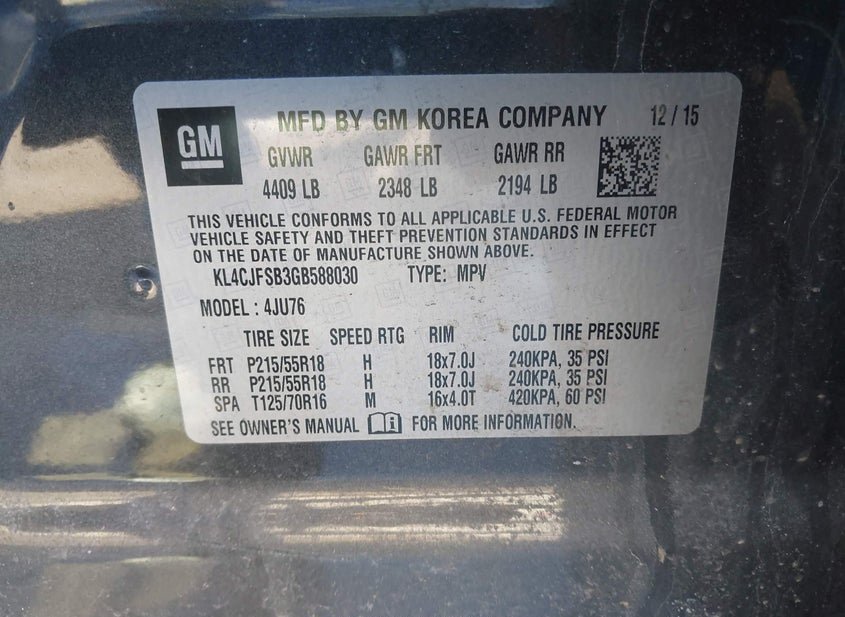 GM MFD BY GM KOREA COMPANY 12 / 15
GVWR GAWR FRT GAWR RR
4409 LB 2348 LB 2194 LB
THIS VEHICLE CONFORMS TO ALL APPLICABLE U.S. FEDERAL MOTOR
VEHICLE SAFETY AND THEFT PREVENTION STANDARDS IN EFFECT
ON THE DATE OF MANUFACTURE SHOWN ABOVE.
KL4CJFSB3GB588030 TYPE: MPV
MODEL : 4JU76
TIRE SIZE SPEED RTG RIM COLD TIRE PRESSURE
FRT P215/55R18 H 18x7.0J 240KPA, 35 PSI
RR P215/55R18 H 18x7.0J 240KPA, 35 PSI
SPA T125/70R16 M 16x4.0T 420KPA, 60 PSI
SEE OWNER'S MANUAL FOR MORE INFORMATION.